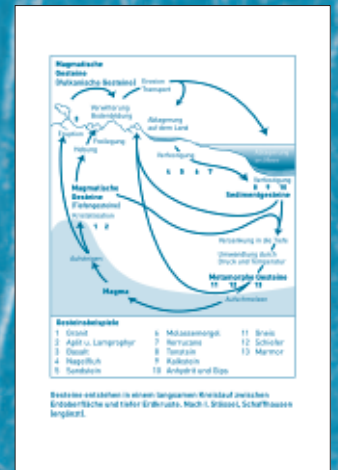 Magmatische
Gesteine
(Vulkanische Gesteine)
Erosion
Transport
Verwitterung
Bodenbildung
Ablagerung
auf dem Land
Eruption
Freilegung
Hebung
Ablagerung
im Meer
Verfestigung
4 5 6 7
Verfestigung
8 9 10
Sedimentgesteine
Magmatische
Gesteine
(Tiefengesteine)
Kristallisation
1 2
Versenkung in die Tiefe
Umwandlung durch
Druck und Temperatur
Aufsteigen
Metamorphe Gesteine
11 12 13
Magma
Aufschmelzen
Gesteinsbeispiele
1 Granit
2 Aplit u. Lamprophyr
3 Basalt
4 Nagelfluh
5 Sandstein
6 Molassemergel
7 Verrucano
8 Tonstein
9 Kalkstein
10 Anhydrit und Gips
11 Gneis
12 Schiefer
13 Marmor
Gesteine entstehen in einem langsamen Kreislauf zwischen
Erdoberfläche und tiefer Erdkruste. Nach I. Stössel, Schaffhausen
(ergänzt).